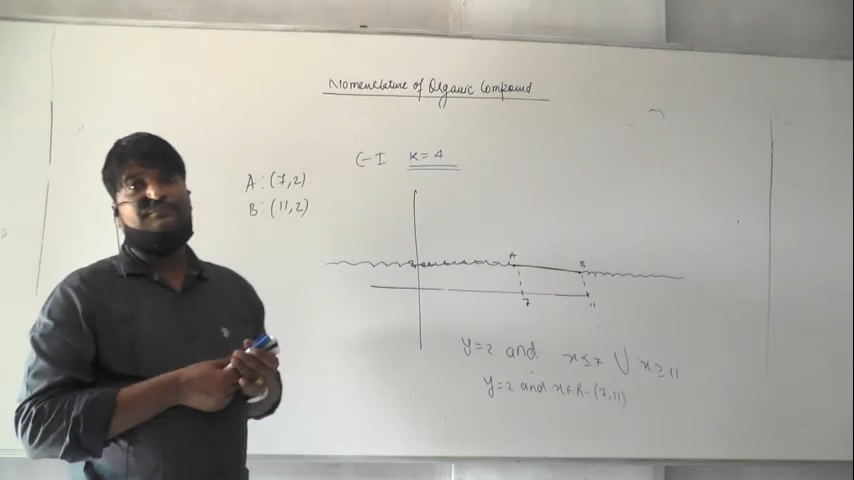 Nomenclature of Organic Compound
C-I K=4
A:(7,2)
B:(11,2)
A
B
2
7
11
y=2 and x≤7 ∪ x≥11
y=2 and x∈R-(7,11)